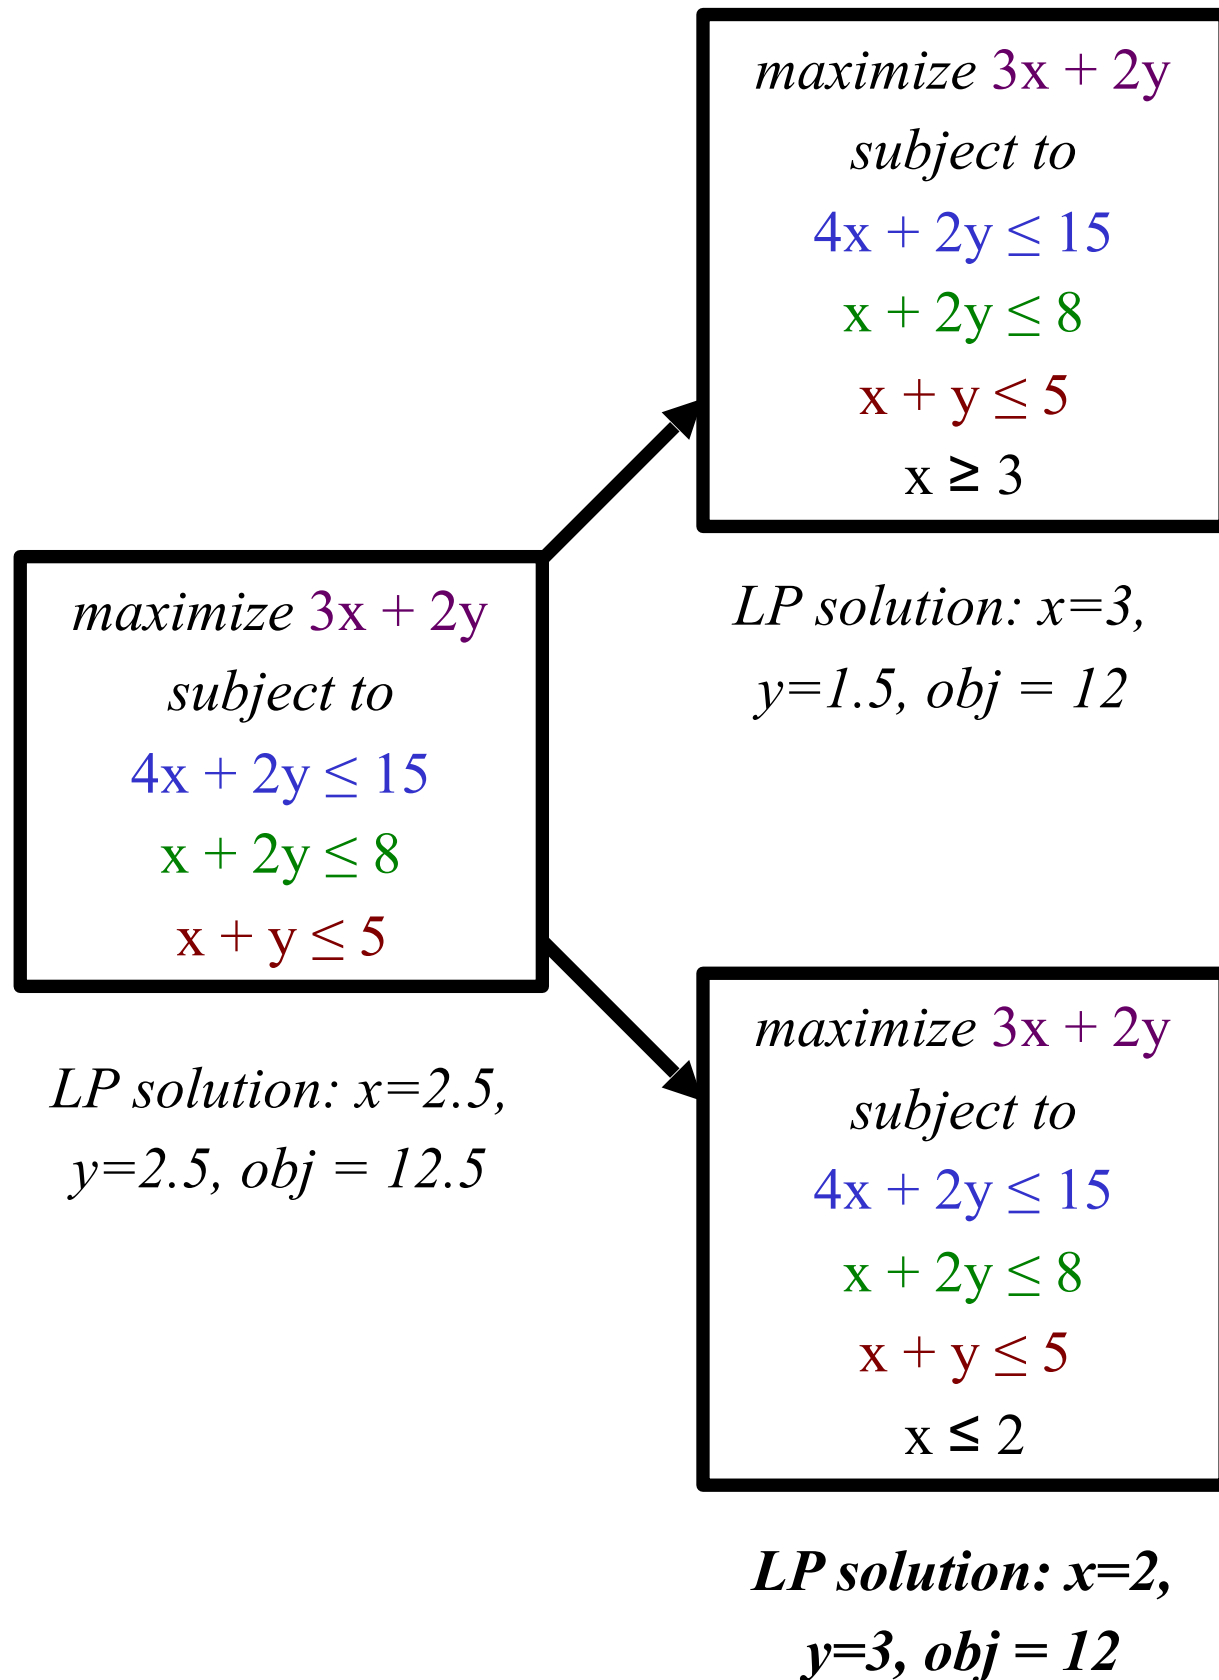 maximize 3x + 2y
subject to
4x + 2y ≤ 15
x + 2y ≤ 8
x + y ≤ 5
x ≥ 3
LP solution: x=3,
y=1.5, obj = 12
maximize 3x + 2y
subject to
4x + 2y ≤ 15
x + 2y ≤ 8
x + y ≤ 5
LP solution: x=2.5,
y=2.5, obj = 12.5
maximize 3x + 2y
subject to
4x + 2y ≤ 15
x + 2y ≤ 8
x + y ≤ 5
x ≤ 2
LP solution: x=2,
y=3, obj = 12